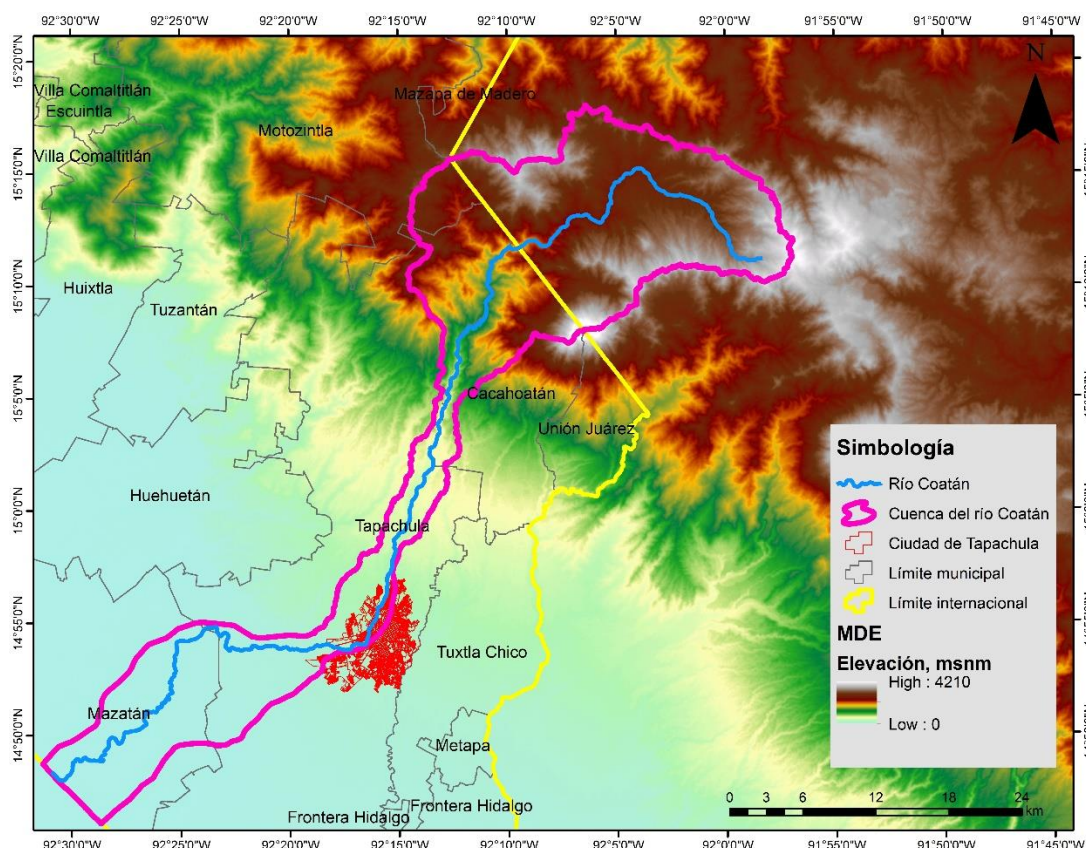 92°30'0"W 92°25'0"W 92°20'0"W 92°15'0"W 92°10'0"W 92°5'0"W 92°0'0"W 91°55'0"W 91°50'0"W 91°45'0"W
15°20'0"N
N
Villa Comaltitlán
Mazapa de Madero
Escuintla
Motozintla
Villa Comaltitlán
15°15'0"N
15°10'0"N
Huixtla
Tuzantán
15°5'0"N
Cacahoatán
Unión Juárez
Simbología
Río Coatán
Huehuetán
15°0'0"N
Cuenca del río Coatán
Tapachula
Ciudad de Tapachula
Límite municipal
Límite internacional
14°55'0"N
MDE
Tuxtla Chico
Elevación, msnm
High : 4210
Mazatán
Low : 0
14°50'0"N
Metapa
Frontera Hidalgo
Frontera Hidalgo
0 3 6 12 18 24
km
92°30'0"W 92°25'0"W 92°20'0"W 92°15'0"W 92°10'0"W 92°5'0"W 92°0'0"W 91°55'0"W 91°50'0"W 91°45'0"W